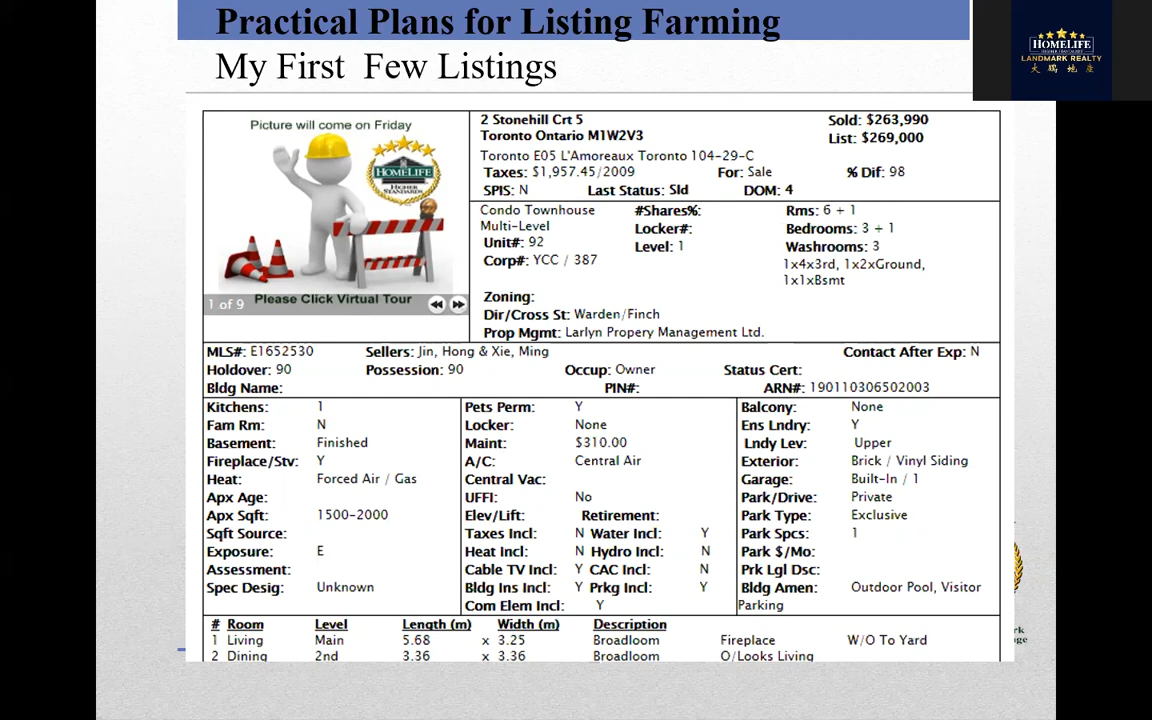 Practical Plans for Listing Farming
My First Few Listings
HOMELIFE
LANDMARK REALTY
大鵬地產
Picture will come on Friday
HOMELIFE
HIGHER
STANDARDS
1 of 9 Please Click Virtual Tour
2 Stonehill Crt 5 Sold: $263,990
Toronto Ontario M1W2V3 List: $269,000
Toronto E05 L'Amoreaux Toronto 104-29-C
Taxes: $1,957.45/2009 For: Sale % Dif: 98
SPIS: N Last Status: Sld DOM: 4
Condo Townhouse #Shares%: Rms: 6 + 1
Multi-Level Locker#: Bedrooms: 3 + 1
Unit#: 92 Level: 1 Washrooms: 3
Corp#: YCC / 387 1x4x3rd, 1x2xGround,
1x1xBsmt
Zoning:
Dir/Cross St: Warden/Finch
Prop Mgmt: Larlyn Propery Management Ltd.
MLS#: E1652530 Sellers: Jin, Hong & Xie, Ming Contact After Exp: N
Holdover: 90 Possession: 90 Occup: Owner Status Cert:
Bldg Name: PIN#: ARN#: 190110306502003
Kitchens: 1 Pets Perm: Y Balcony: None
Fam Rm: N Locker: None Ens Lndry: Y
Basement: Finished Maint: $310.00 Lndy Lev: Upper
Fireplace/Stv: Y A/C: Central Air Exterior: Brick / Vinyl Siding
Heat: Forced Air / Gas Central Vac: Garage: Built-In / 1
Apx Age: UFFI: No Park/Drive: Private
Apx Sqft: 1500-2000 Elev/Lift: Retirement: Park Type: Exclusive
Sqft Source: Taxes Incl: N Water Incl: Y Park Spcs: 1
Exposure: E Heat Incl: N Hydro Incl: N Park $/Mo:
Assessment: Cable TV Incl: Y CAC Incl: N Prk Lgl Dsc:
Spec Desig: Unknown Bldg Ins Incl: Y Prkg Incl: Y Bldg Amen: Outdoor Pool, Visitor
Com Elem Incl: Y Parking
# Room Level Length (m) Width (m) Description
1 Living Main 5.68 x 3.25 Broadloom Fireplace W/O To Yard
2 Dining 2nd 3.36 x 3.36 Broadloom O/Looks Living